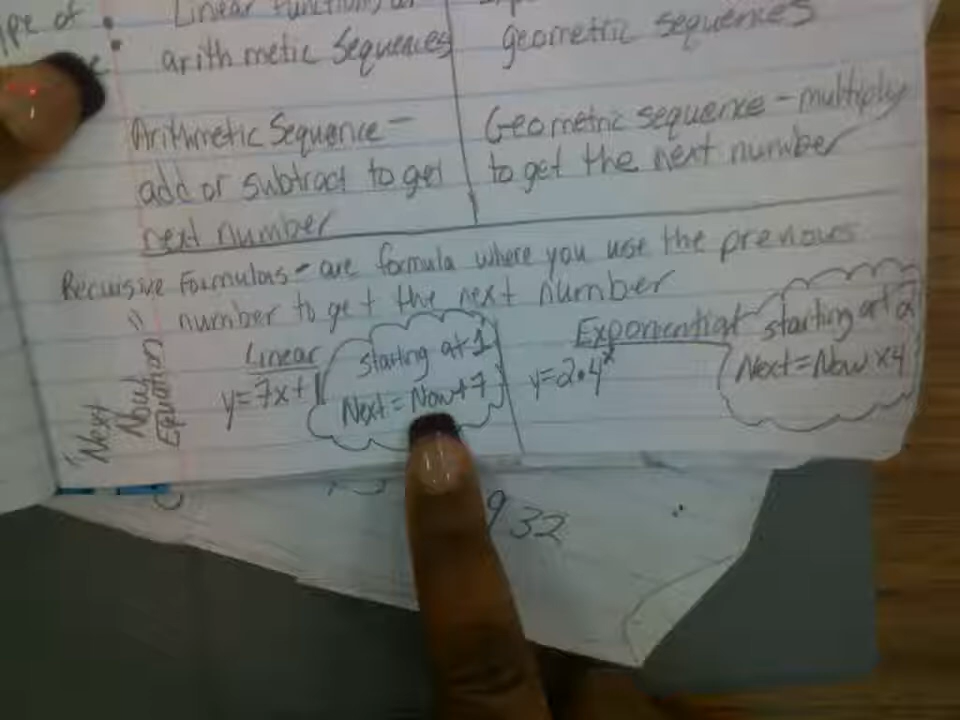 ype of • Linear Functions, or
• arithmetic Sequences
geometric sequences
Arithmetic Sequence -
add or subtract to get
next number
Geometric sequence - multiply
to get the next number
Recursive Formulas - are formula where you use the previous
" number to get the next number
"Next
Now
Equation
Linear
y=7x+1
Starting at 1
Next = Now+7
Exponential
y=2•4ˣ
starting at 2
Next = Now x4
932